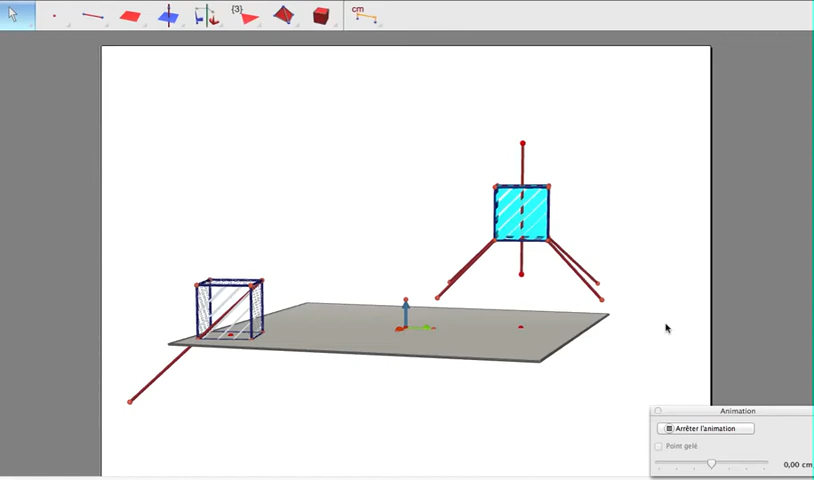 {3}
cm
Animation
Arrêter l'animation
Point gelé
0,00 cm